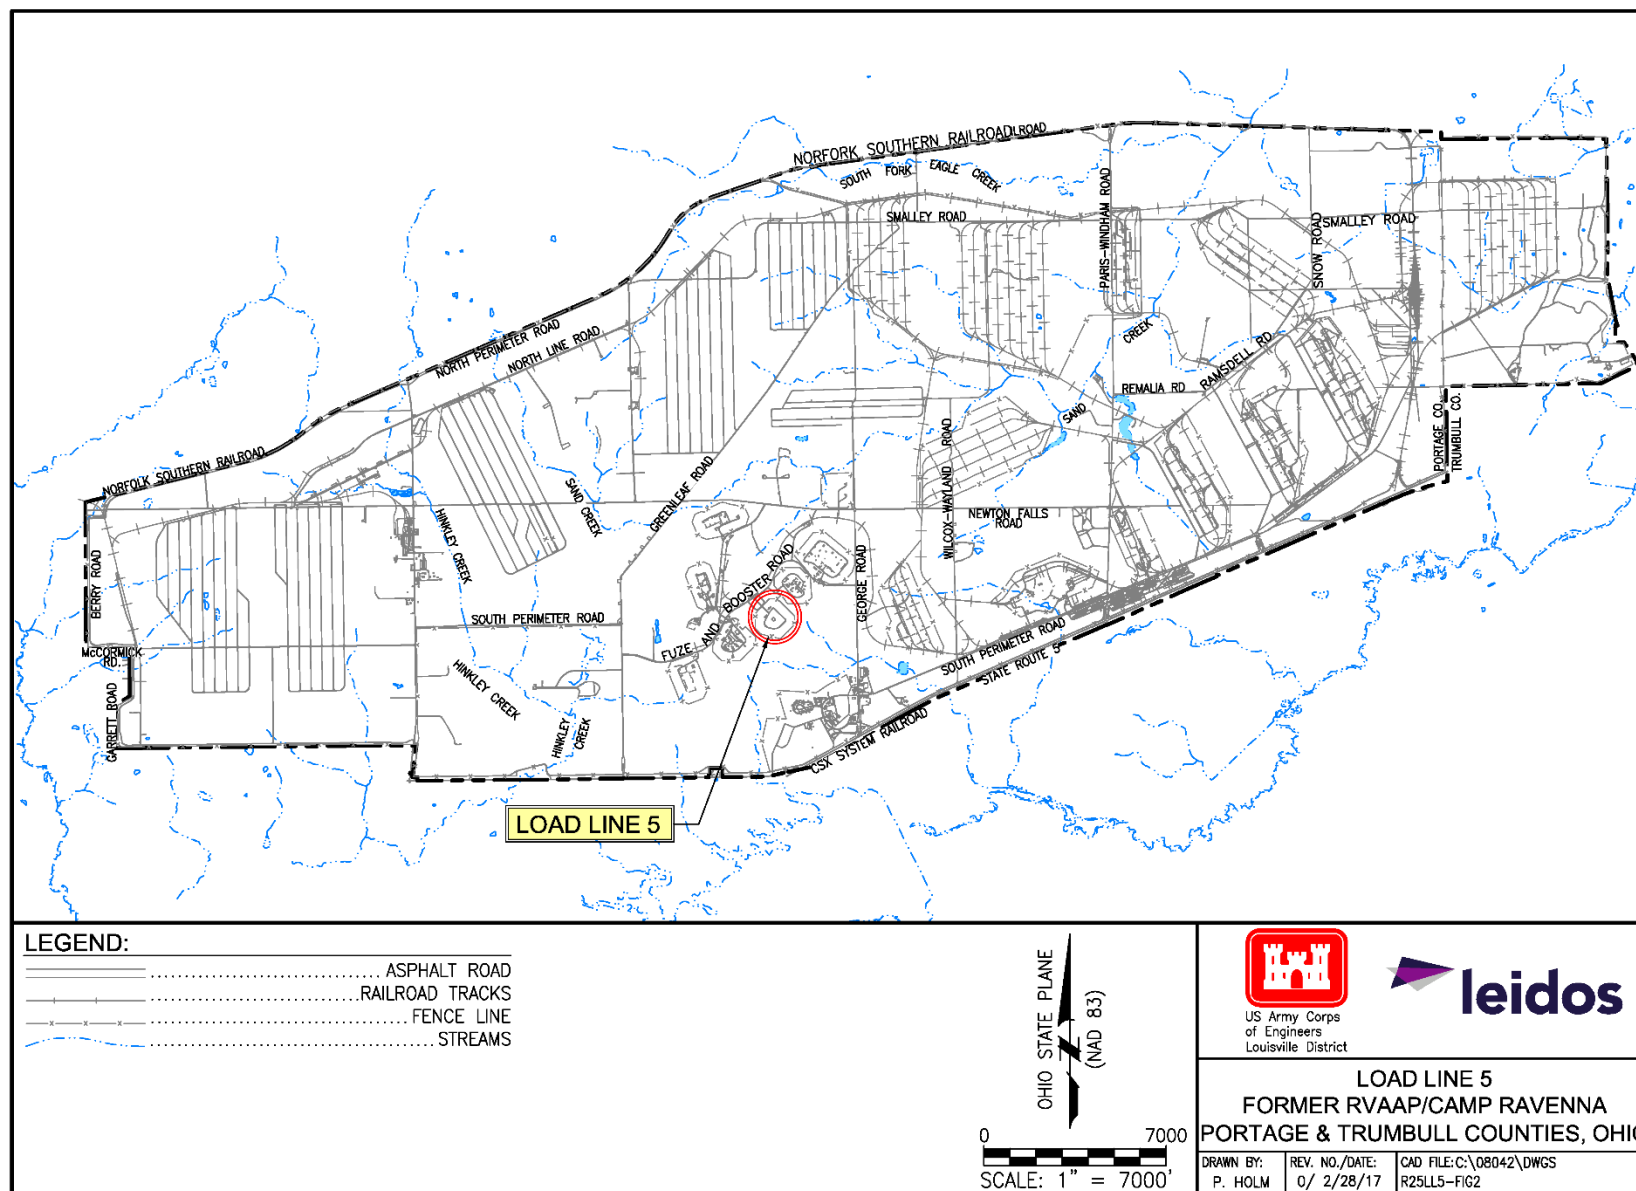 NORFORK SOUTHERN RAILROAD
ILROAD
SOUTH FORK EAGLE CREEK
SMALLEY ROAD
PARIS-WINDHAM ROAD
SNOW ROAD
SMALLEY ROAD
NORTH PERIMETER ROAD
NORTH LINE ROAD
CREEK
RAMSDELL RD
REMALIA RD
SAND
PORTAGE CO.
TRUMBULL CO.
WILCOX-WAYLAND ROAD
NORFOLK SOUTHERN RAILROAD
SAND CREEK
GREENLEAF ROAD
HINKLEY CREEK
NEWTON FALLS
ROAD
BERRY ROAD
FUZE AND BOOSTER ROAD
GEORGE ROAD
SOUTH PERIMETER ROAD
McCORMICK
RD.
GARRETT ROAD
HINKLEY CREEK
HINKLEY
CREEK
SOUTH PERIMETER ROAD
STATE ROUTE 5
CSX SYSTEM RAILROAD
LOAD LINE 5
LEGEND:
ASPHALT ROAD
RAILROAD TRACKS
FENCE LINE
STREAMS
OHIO STATE PLANE
(NAD 83)
N
0 7000
SCALE: 1" = 7000'
US Army Corps
of Engineers
Louisville District
leidos
LOAD LINE 5
FORMER RVAAP/CAMP RAVENNA
PORTAGE & TRUMBULL COUNTIES, OHIO
DRAWN BY:
P. HOLM
REV. NO./DATE:
0/ 2/28/17
CAD FILE:C:\08042\DWGS
R25LL5-FIG2